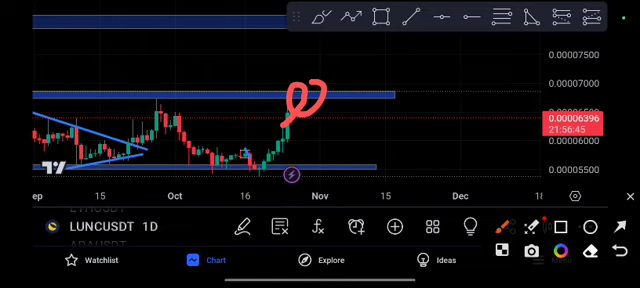 0.00007500
0.00007000
0.00006396
21:56:45
0.00006000
0.00005500
ep 15 Oct 16 Nov 15 Dec 18
LUNCUSDT 1D
Watchlist Chart Explore Ideas